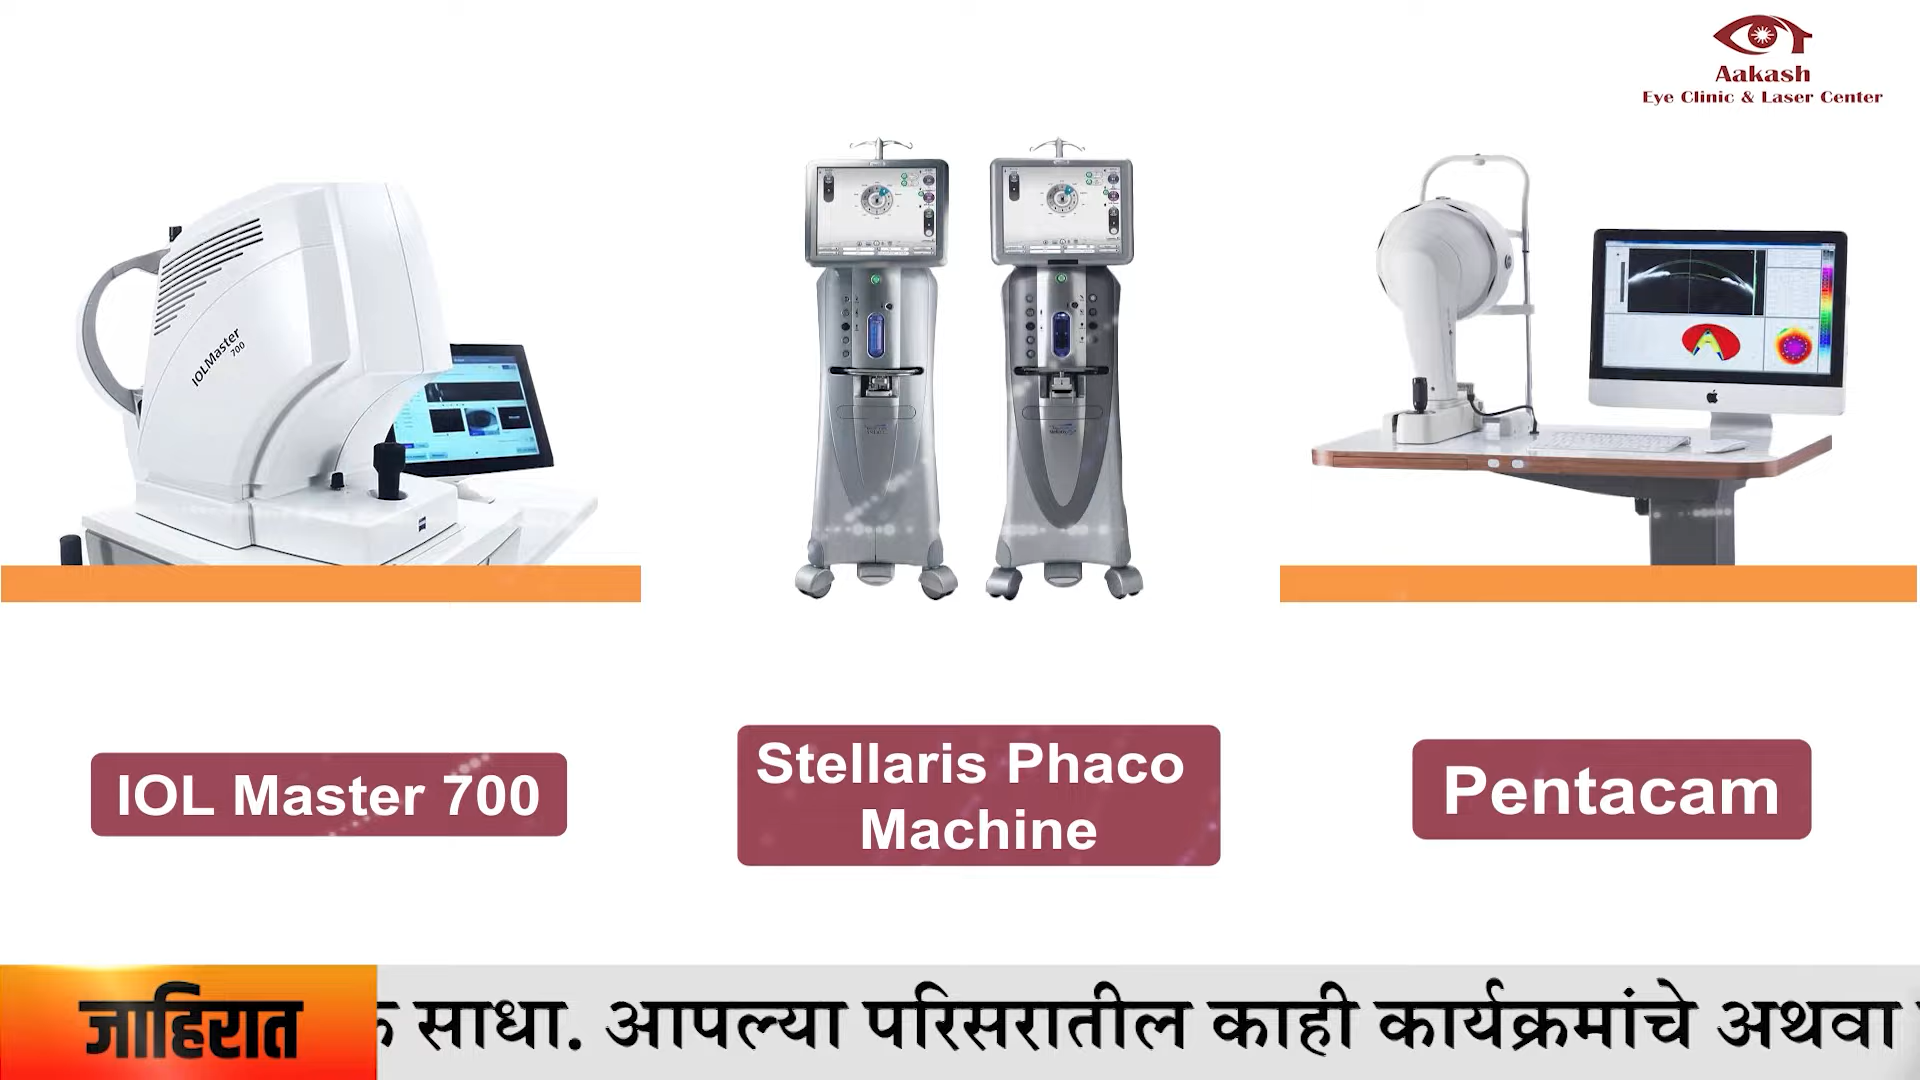 Aakash
Eye Clinic & Laser Center
IOLMaster
700
IOL Master 700
Stellaris Phaco
Machine
Pentacam
जाहिरात
साधा. आपल्या परिसरातील काही कार्यक्रमांचे अथवा